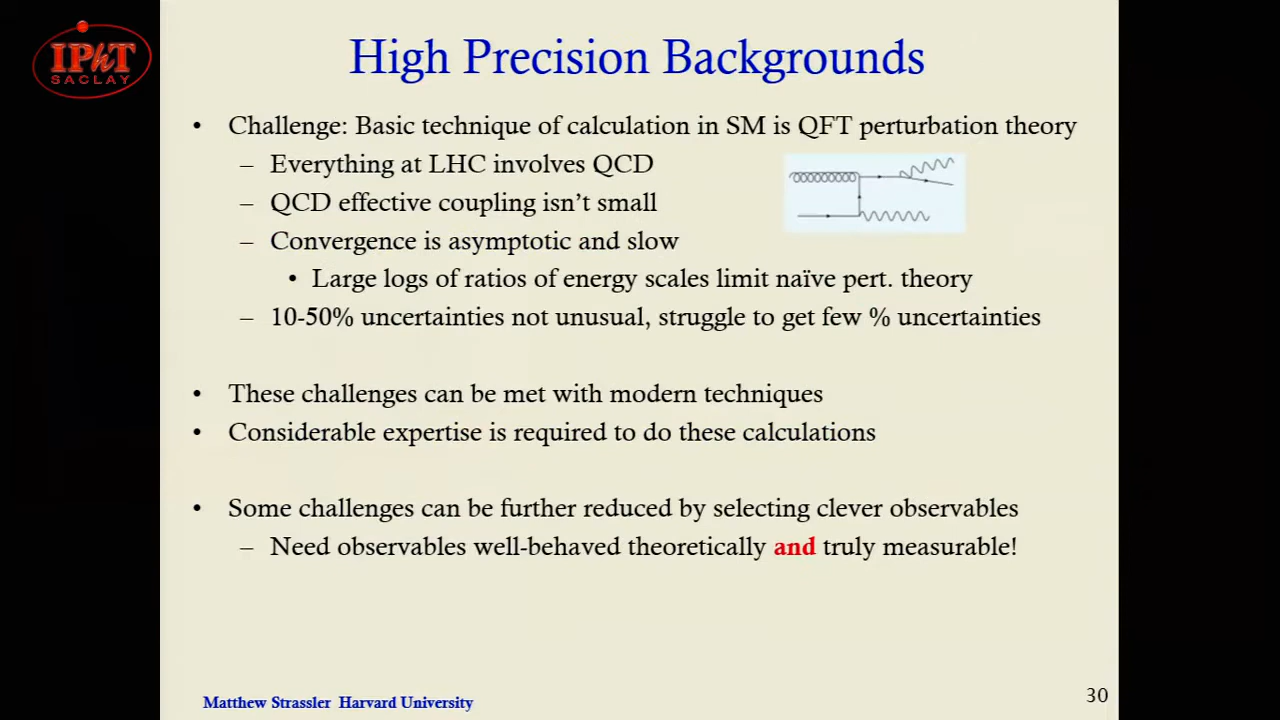 IPhT
SACLAY
High Precision Backgrounds
• Challenge: Basic technique of calculation in SM is QFT perturbation theory
– Everything at LHC involves QCD
– QCD effective coupling isn't small
– Convergence is asymptotic and slow
• Large logs of ratios of energy scales limit naïve pert. theory
– 10-50% uncertainties not unusual, struggle to get few % uncertainties
• These challenges can be met with modern techniques
• Considerable expertise is required to do these calculations
• Some challenges can be further reduced by selecting clever observables
– Need observables well-behaved theoretically and truly measurable!
Matthew Strassler Harvard University
30